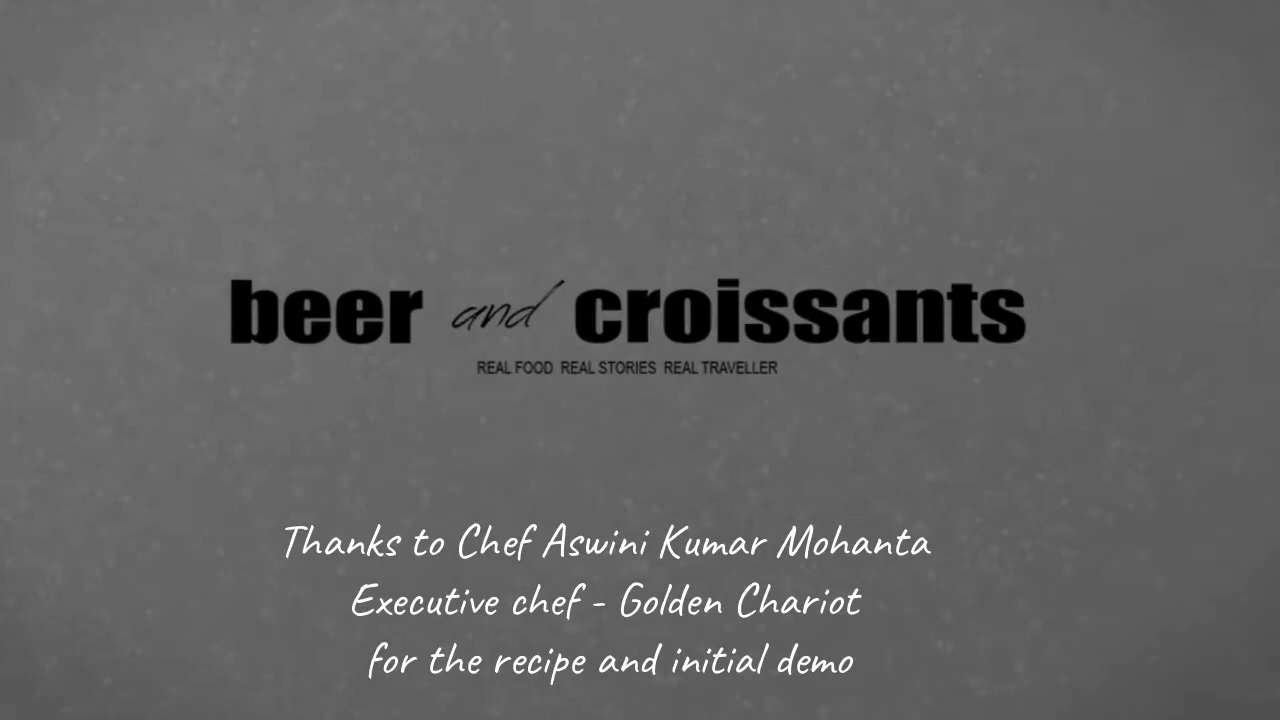 beer and croissants
REAL FOOD REAL STORIES REAL TRAVELLER
Thanks to Chef Aswini Kumar Mohanta
Executive chef - Golden Chariot
for the recipe and initial demo